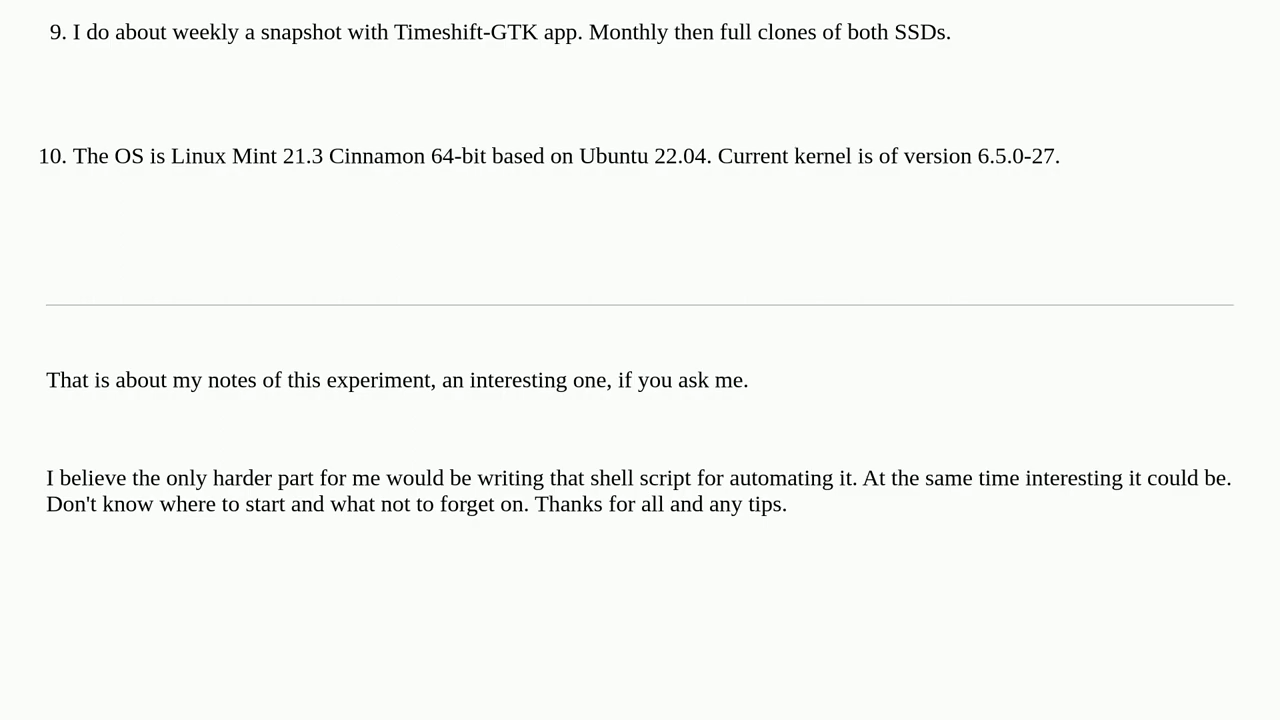 9. I do about weekly a snapshot with Timeshift-GTK app. Monthly then full clones of both SSDs.
10. The OS is Linux Mint 21.3 Cinnamon 64-bit based on Ubuntu 22.04. Current kernel is of version 6.5.0-27.
That is about my notes of this experiment, an interesting one, if you ask me.
I believe the only harder part for me would be writing that shell script for automating it. At the same time interesting it could be.
Don't know where to start and what not to forget on. Thanks for all and any tips.